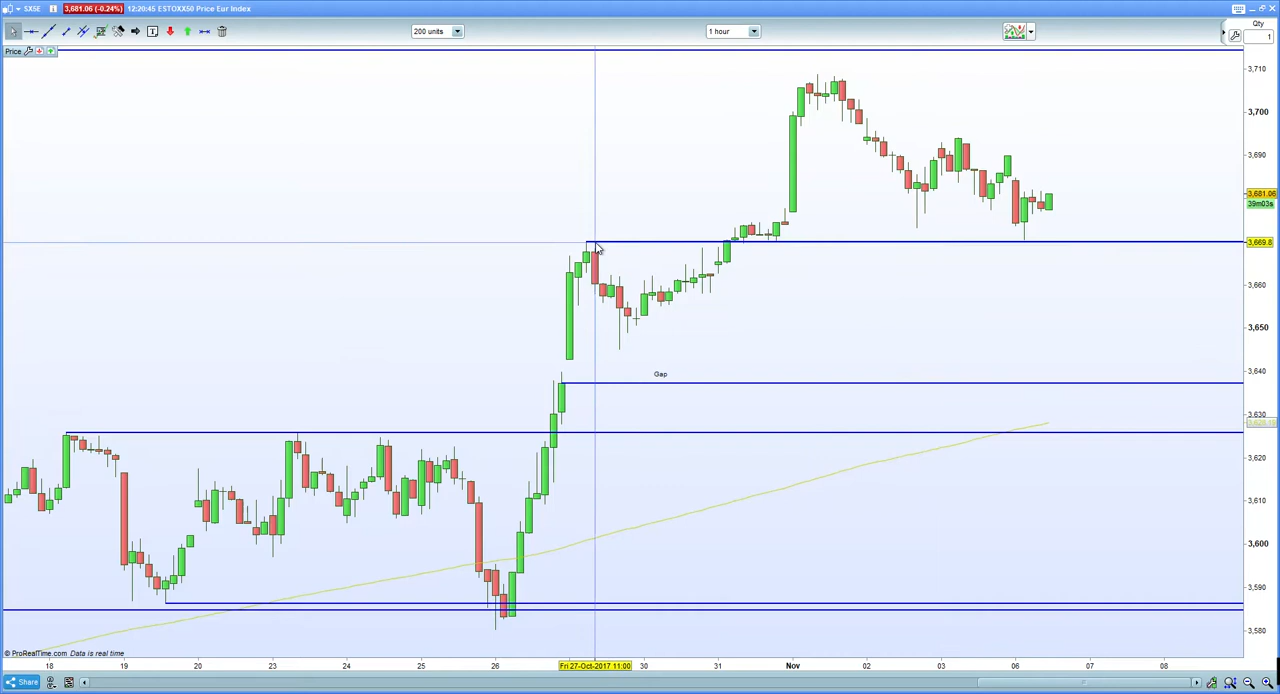 SX5E 3,681.06 (-0.24%) 12:20:45 ESTOXX50 Price Eur Index
200 units 1 hour Qty
1
Price
3,710
3,700
3,690
3,681.06
39m03s
3,669.8
3,660
3,650
3,640
Gap
3,630
3,620
3,610
3,600
3,590
3,580
© ProRealTime.com Data is real time
18 19 20 23 24 25 26 Fri 27-Oct-2017 11:00 30 31 Nov 02 03 06 07 08
Share